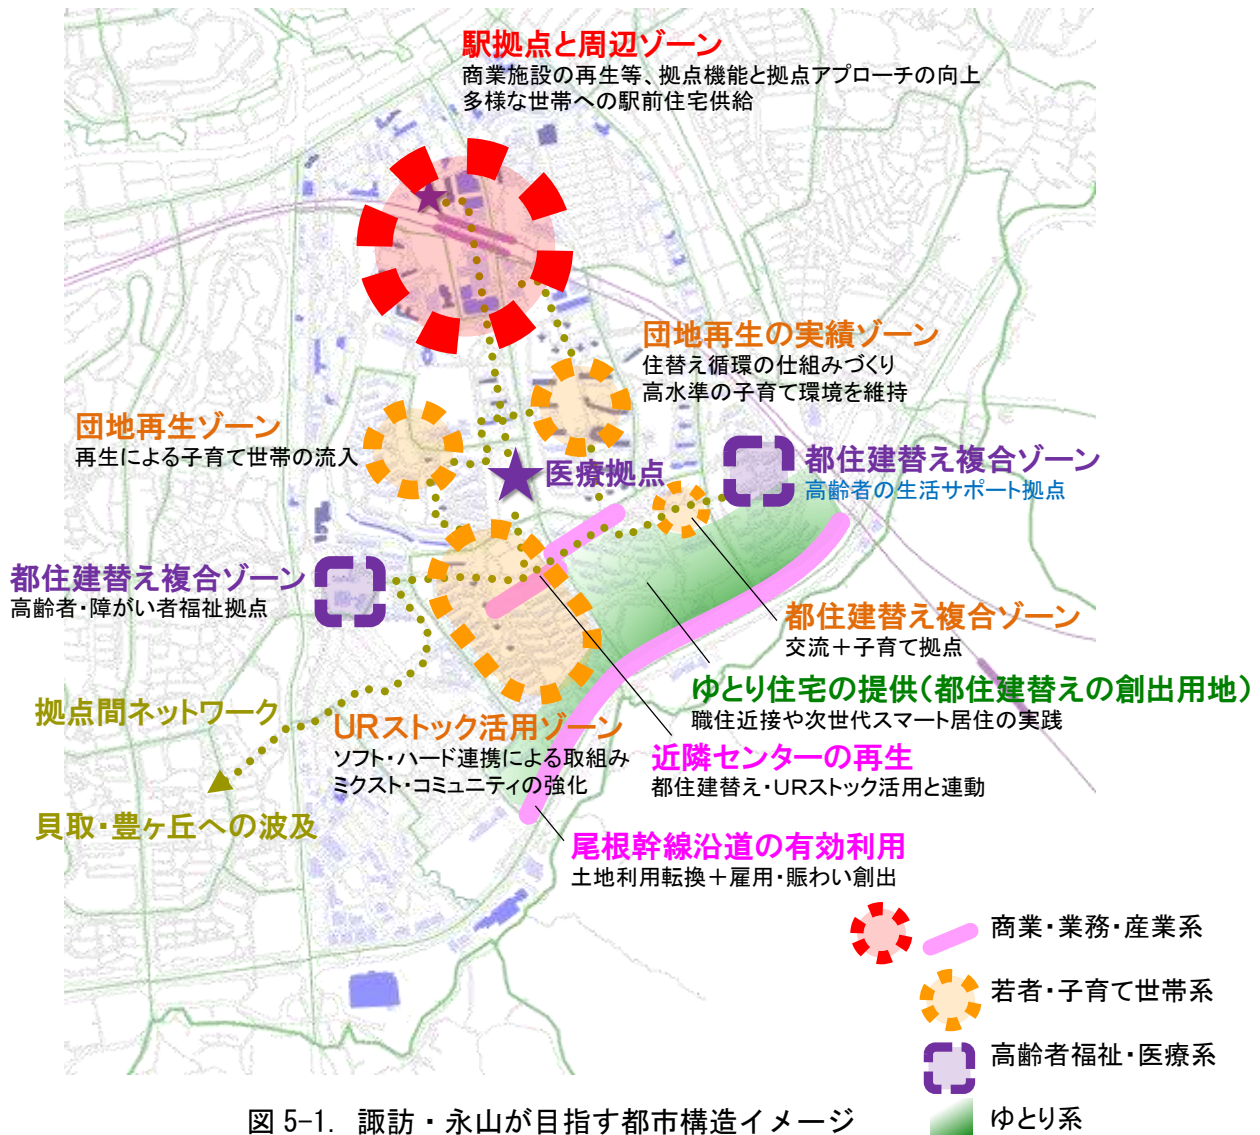 駅拠点と周辺ゾーン
商業施設の再生等、拠点機能と拠点アプローチの向上
多様な世帯への駅前住宅供給
団地再生の実績ゾーン
住替え循環の仕組みづくり
高水準の子育て環境を維持
団地再生ゾーン
再生による子育て世帯の流入
医療拠点
都住建替え複合ゾーン
高齢者の生活サポート拠点
都住建替え複合ゾーン
高齢者・障がい者福祉拠点
都住建替え複合ゾーン
交流＋子育て拠点
ゆとり住宅の提供（都住建替えの創出用地）
職住近接や次世代スマート居住の実践
拠点間ネットワーク
URストック活用ゾーン
ソフト・ハード連携による取組み
ミクスト・コミュニティの強化
近隣センターの再生
都住建替え・URストック活用と連動
貝取・豊ヶ丘への波及
尾根幹線沿道の有効利用
土地利用転換＋雇用・賑わい創出
商業・業務・産業系
若者・子育て世帯系
高齢者福祉・医療系
ゆとり系
図 5-1. 諏訪・永山が目指す都市構造イメージ